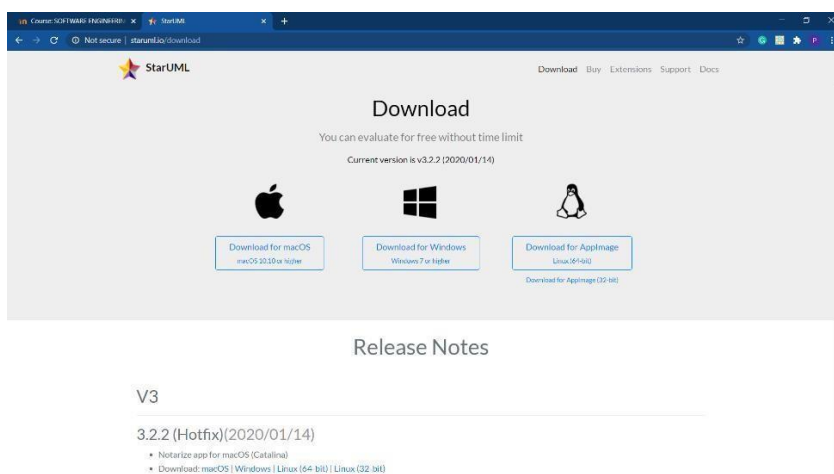 Course: SOFTWARE ENGINEERIN
StarUML
Not secure | staruml.io/download
StarUML
Download Buy Extensions Support Docs
Download
You can evaluate for free without time limit
Current version is v3.2.2 (2020/01/14)
Download for macOS
macOS 10.10 or higher
Download for Windows
Windows 7 or higher
Download for AppImage
Linux (64-bit)
Download for AppImage (32-bit)
Release Notes
V3
3.2.2 (Hotfix)(2020/01/14)
• Notarize app for macOS (Catalina)
• Download: macOS | Windows | Linux (64-bit) | Linux (32-bit)